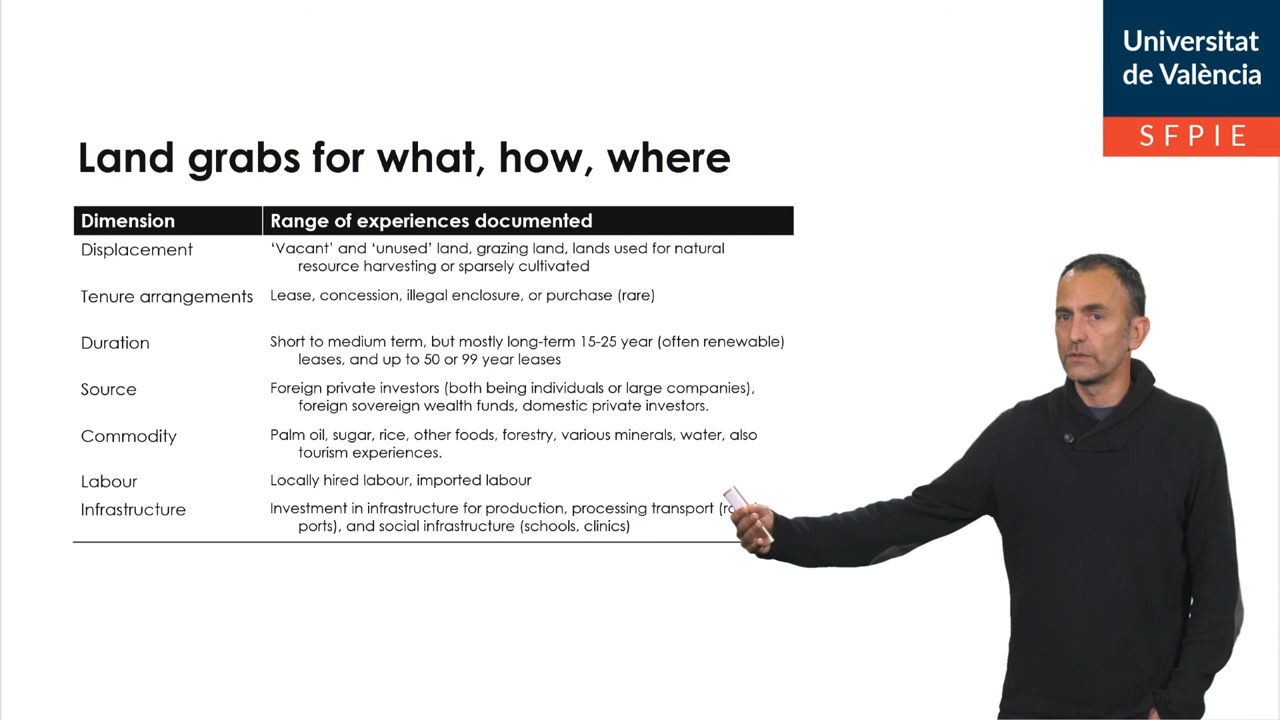 Universitat
de València
SFPIE
Land grabs for what, how, where
Dimension Range of experiences documented
Displacement ‘Vacant’ and ‘unused’ land, grazing land, lands used for natural
resource harvesting or sparsely cultivated
Tenure arrangements Lease, concession, illegal enclosure, or purchase (rare)
Duration Short to medium term, but mostly long-term 15-25 year (often renewable)
leases, and up to 50 or 99 year leases
Source Foreign private investors (both being individuals or large companies),
foreign sovereign wealth funds, domestic private investors.
Commodity Palm oil, sugar, rice, other foods, forestry, various minerals, water, also
tourism experiences.
Labour Locally hired labour, imported labour
Infrastructure Investment in infrastructure for production, processing transport
ports), and social infrastructure (schools, clinics)